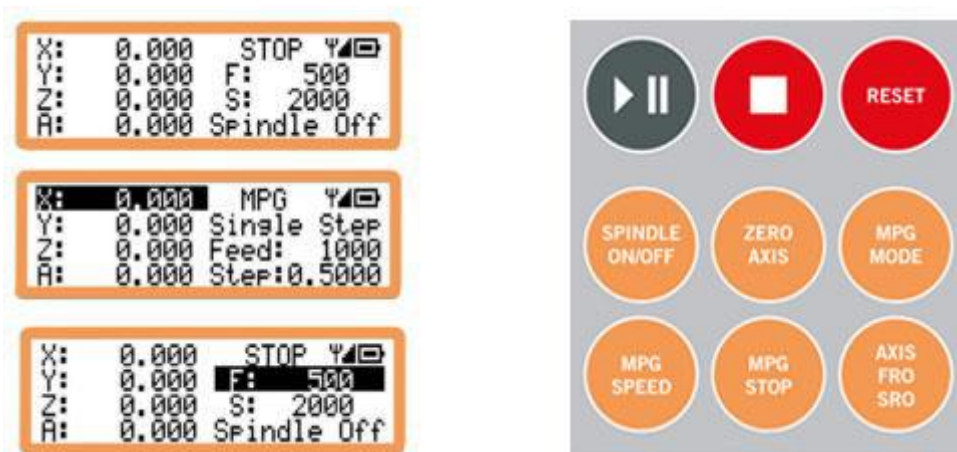 X: 0.000 STOP
Y: 0.000 F: 500
Z: 0.000 S: 2000
A: 0.000 Spindle Off
X: 0.000 MPG
Y: 0.000 Single Step
Z: 0.000 Feed: 1000
A: 0.000 Step:0.5000
X: 0.000 STOP
Y: 0.000 F: 500
Z: 0.000 S: 2000
A: 0.000 Spindle Off
RESET
SPINDLE
ON/OFF
ZERO
AXIS
MPG
MODE
MPG
SPEED
MPG
STOP
AXIS
FRO
SRO